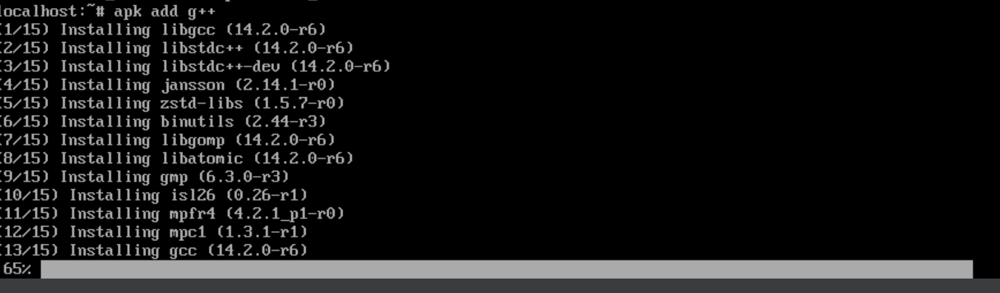 localhost:~# apk add g++
(1/15) Installing libgcc (14.2.0-r6)
(2/15) Installing libstdc++ (14.2.0-r6)
(3/15) Installing libstdc++-dev (14.2.0-r6)
(4/15) Installing jansson (2.14.1-r0)
(5/15) Installing zstd-libs (1.5.7-r0)
(6/15) Installing binutils (2.44-r3)
(7/15) Installing libgomp (14.2.0-r6)
(8/15) Installing libatomic (14.2.0-r6)
(9/15) Installing gmp (6.3.0-r3)
(10/15) Installing isl26 (0.26-r1)
(11/15) Installing mpfr4 (4.2.1_p1-r0)
(12/15) Installing mpc1 (1.3.1-r1)
(13/15) Installing gcc (14.2.0-r6)
65%